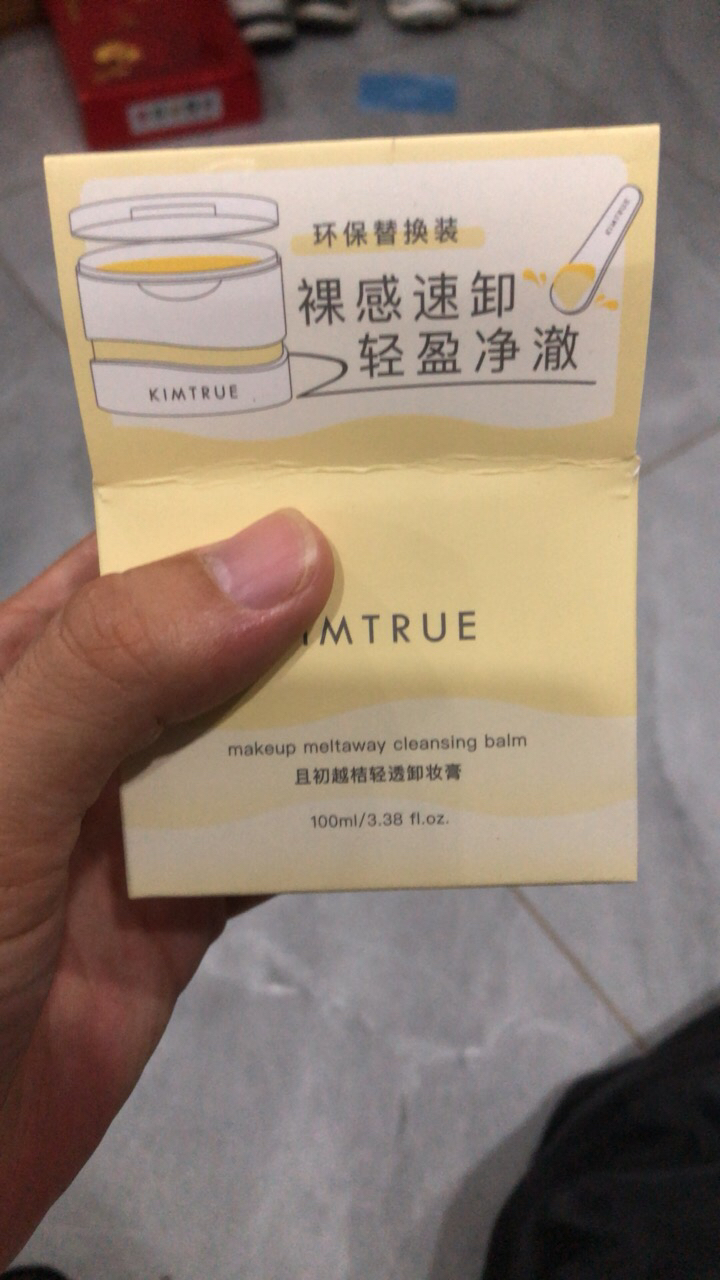 环保替换装
裸感速卸
轻盈净澈
KIMTRUE
KIMTRUE
IMTRUE
makeup meltaway cleansing balm
且初越桔轻透卸妆膏
100ml/3.38 fl.oz.